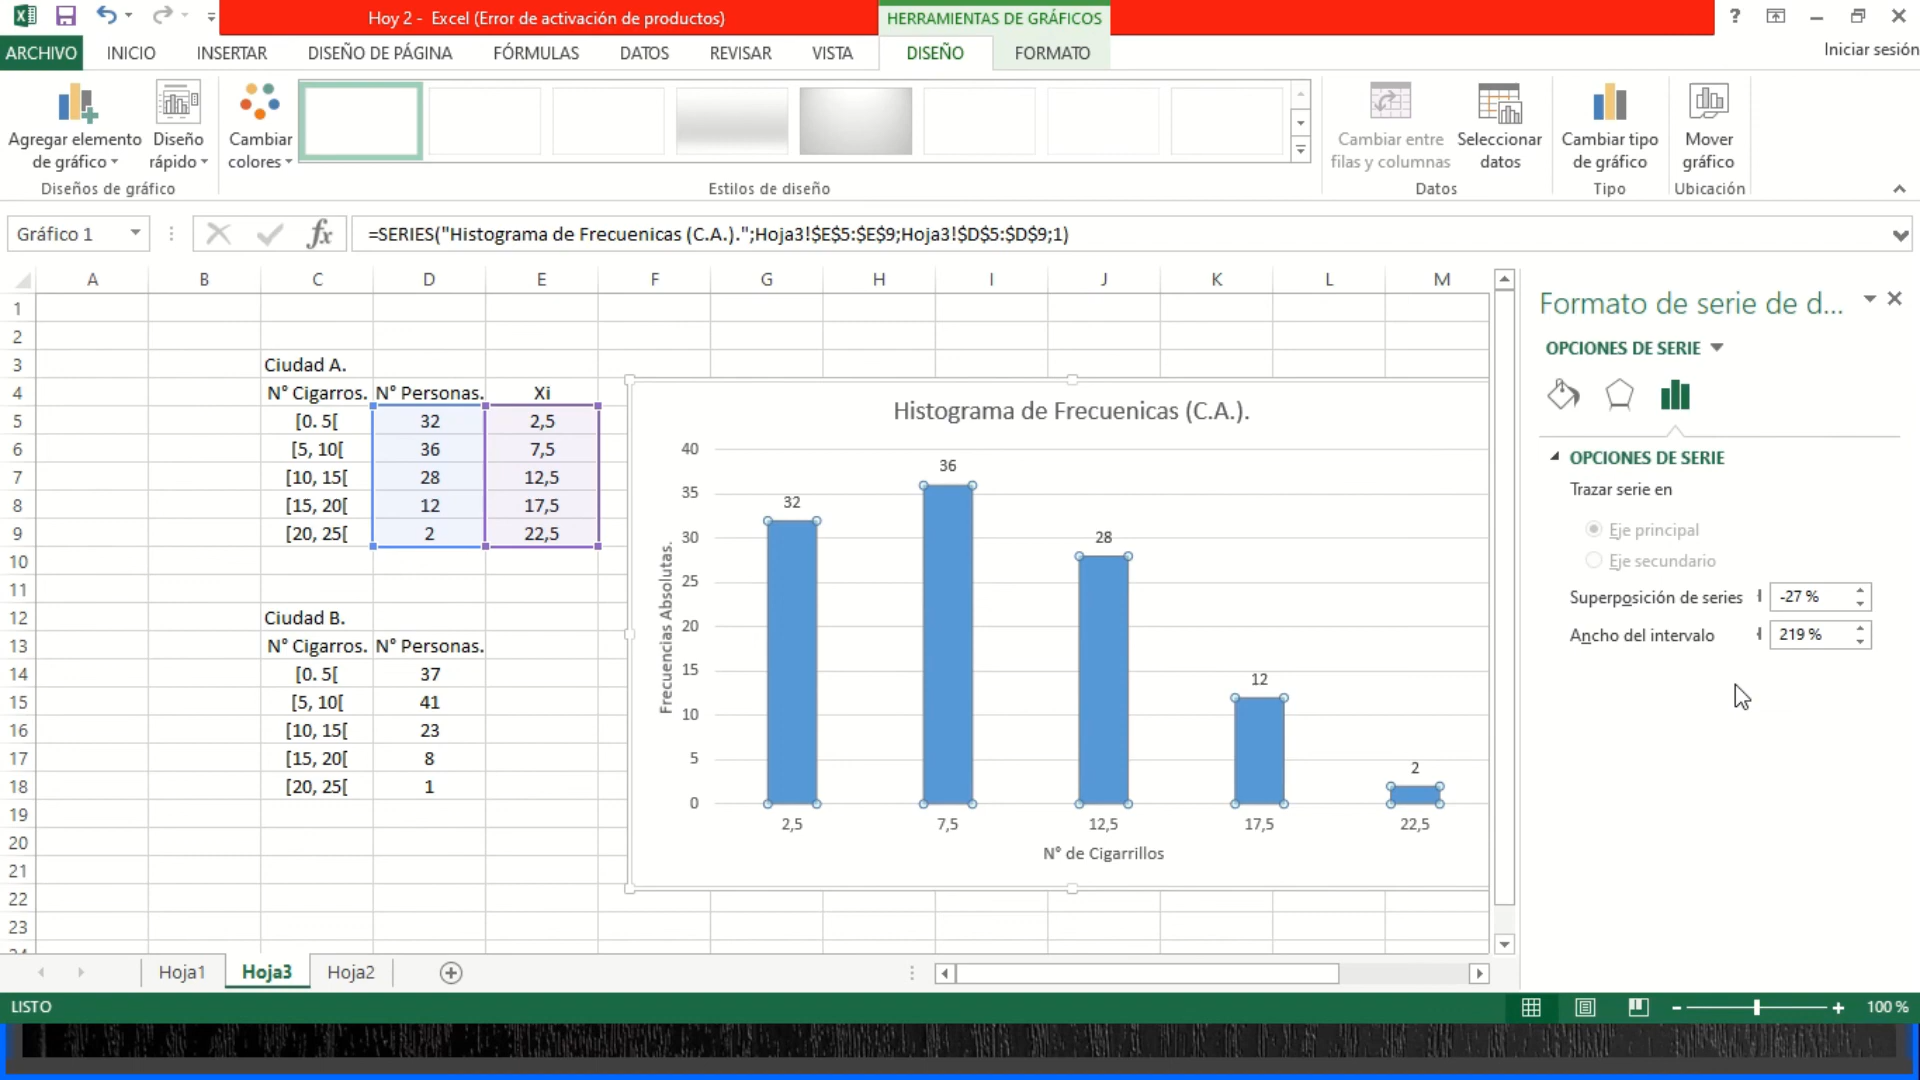 Hoy 2 - Excel (Error de activación de productos)
HERRAMIENTAS DE GRÁFICOS
?
ARCHIVO INICIO INSERTAR DISEÑO DE PÁGINA FÓRMULAS DATOS REVISAR VISTA DISEÑO FORMATO Iniciar sesión
Agregar elemento de gráfico
Diseño rápido
Cambiar colores
Cambiar entre filas y columnas
Seleccionar datos
Cambiar tipo de gráfico
Mover gráfico
Diseños de gráfico Estilos de diseño Datos Tipo Ubicación
Gráfico 1 fx =SERIES("Histograma de Frecuenicas (C.A.).";Hoja3!$E$5:$E$9;Hoja3!$D$5:$D$9;1)
A B C D E F G H I J K L M
1
2
3 Ciudad A.
4 N° Cigarros. N° Personas. Xi
5 [0. 5[ 32 2,5
6 [5, 10[ 36 7,5
7 [10, 15[ 28 12,5
8 [15, 20[ 12 17,5
9 [20, 25[ 2 22,5
10
11
12 Ciudad B.
13 N° Cigarros. N° Personas.
14 [0. 5[ 37
15 [5, 10[ 41
16 [10, 15[ 23
17 [15, 20[ 8
18 [20, 25[ 1
19
20
21
22
23
Histograma de Frecuenicas (C.A.).
Frecuencias Absolutas.
40
35
30
25
20
15
10
5
0
32 36 28 12 2
2,5 7,5 12,5 17,5 22,5
N° de Cigarrillos
Formato de serie de d...
OPCIONES DE SERIE
OPCIONES DE SERIE
Trazar serie en
Eje principal
Eje secundario
Superposición de series -27 %
Ancho del intervalo 219 %
Hoja1 Hoja3 Hoja2
LISTO 100 %